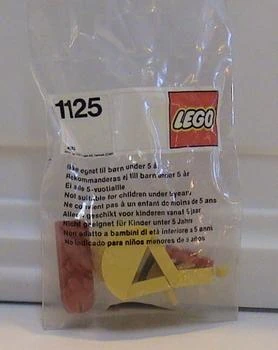 1125
LEGO
Ikke egnet til barn under 5 år
Rekommanderas ej till barn under 5 år
Ei alle 5-vuotiaille
Not suitable for children under 5 years
Ne convient pas à un enfant de moins de 5 ans
Alleen geschikt voor kinderen vanaf 5 jaar
Nicht geeignet für Kinder unter 5 Jahren
Non adatto a bambini di età inferiore a 5 anni
No indicado para niños menores de 5 años